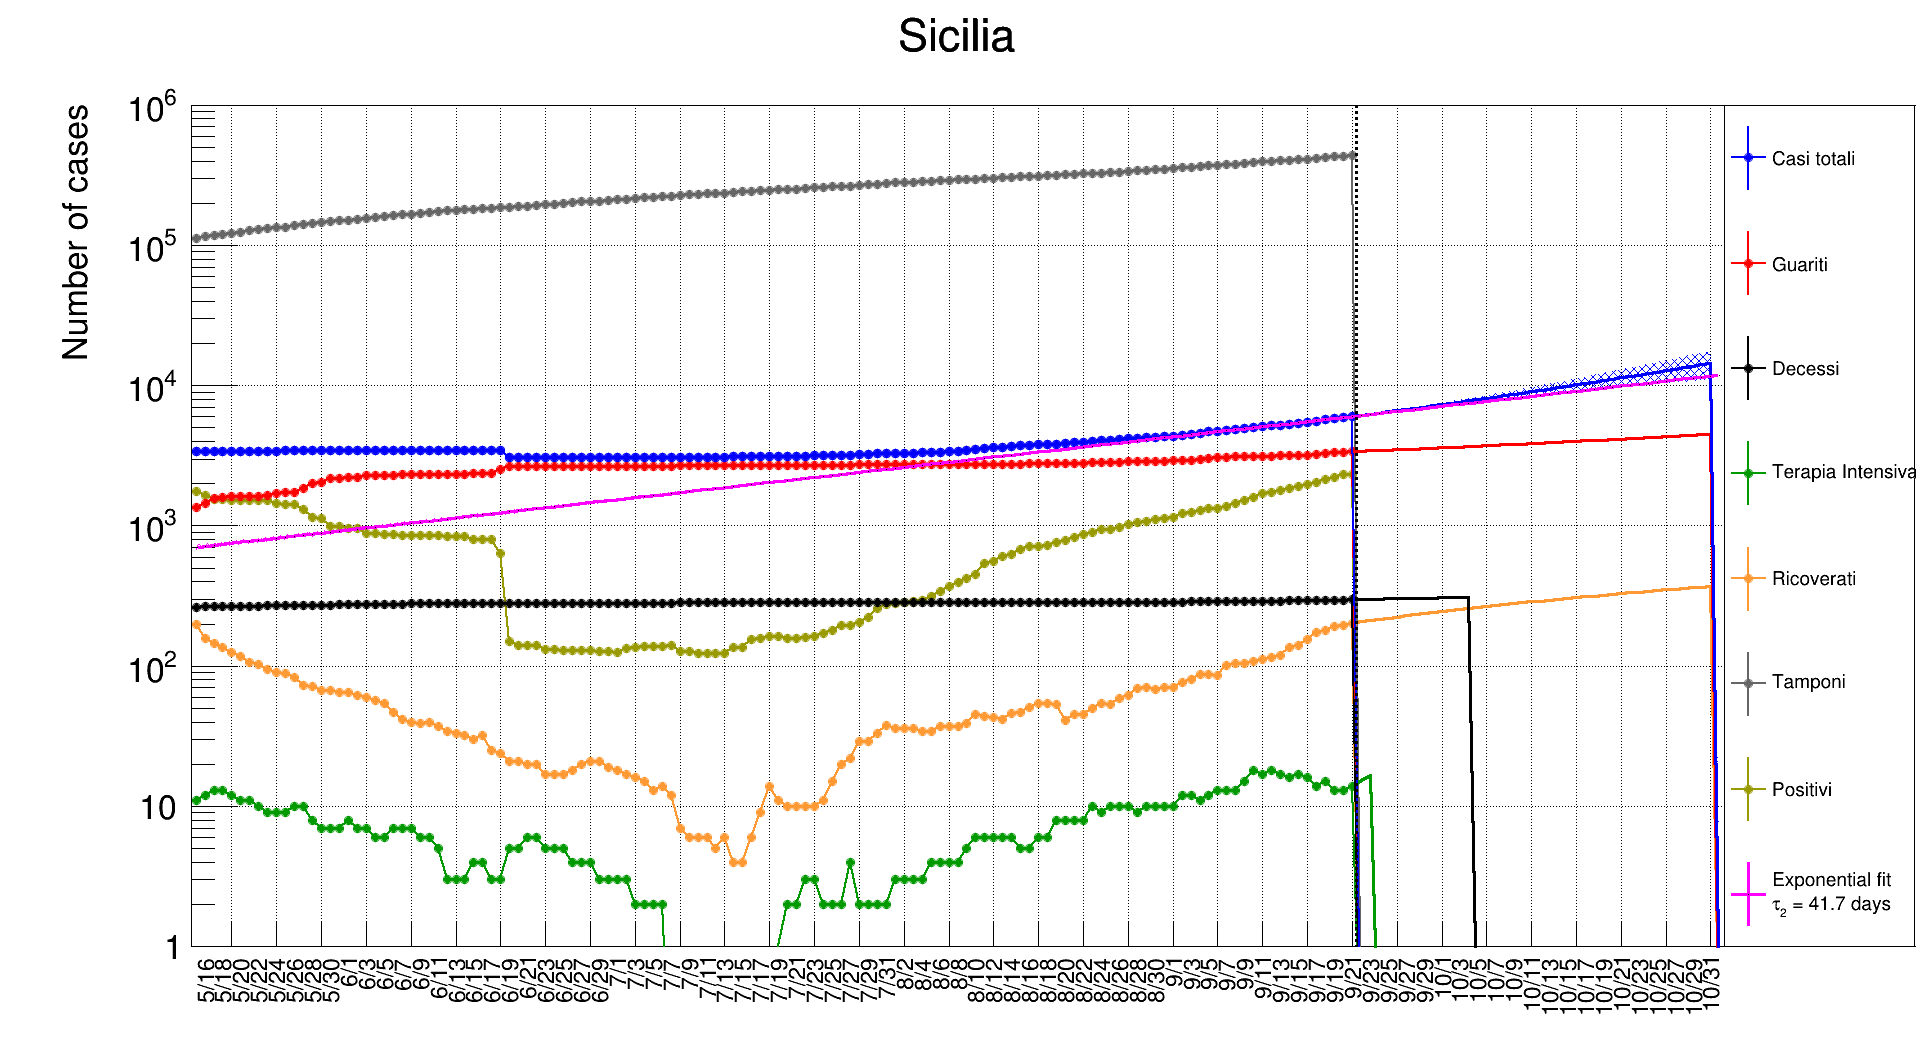 Sicilia
Number of cases
10^6
10^5
10^4
10^3
10^2
10
1
5/16 5/18 5/20 5/22 5/24 5/26 5/28 5/30 6/1 6/3 6/5 6/7 6/9 6/11 6/13 6/15 6/17 6/19 6/21 6/23 6/25 6/27 6/29 7/1 7/3 7/5 7/7 7/9 7/11 7/13 7/15 7/17 7/19 7/21 7/23 7/25 7/27 7/29 7/31 8/2 8/4 8/6 8/8 8/10 8/12 8/14 8/16 8/18 8/20 8/22 8/24 8/26 8/28 8/30 9/1 9/3 9/5 9/7 9/9 9/11 9/13 9/15 9/17 9/19 9/21 9/23 9/25 9/27 9/29 10/1 10/3 10/5 10/7 10/9 10/11 10/13 10/15 10/17 10/19 10/21 10/23 10/25 10/27 10/29 10/31
Casi totali
Guariti
Decessi
Terapia Intensiva
Ricoverati
Tamponi
Positivi
Exponential fit
τ₂ = 41.7 days